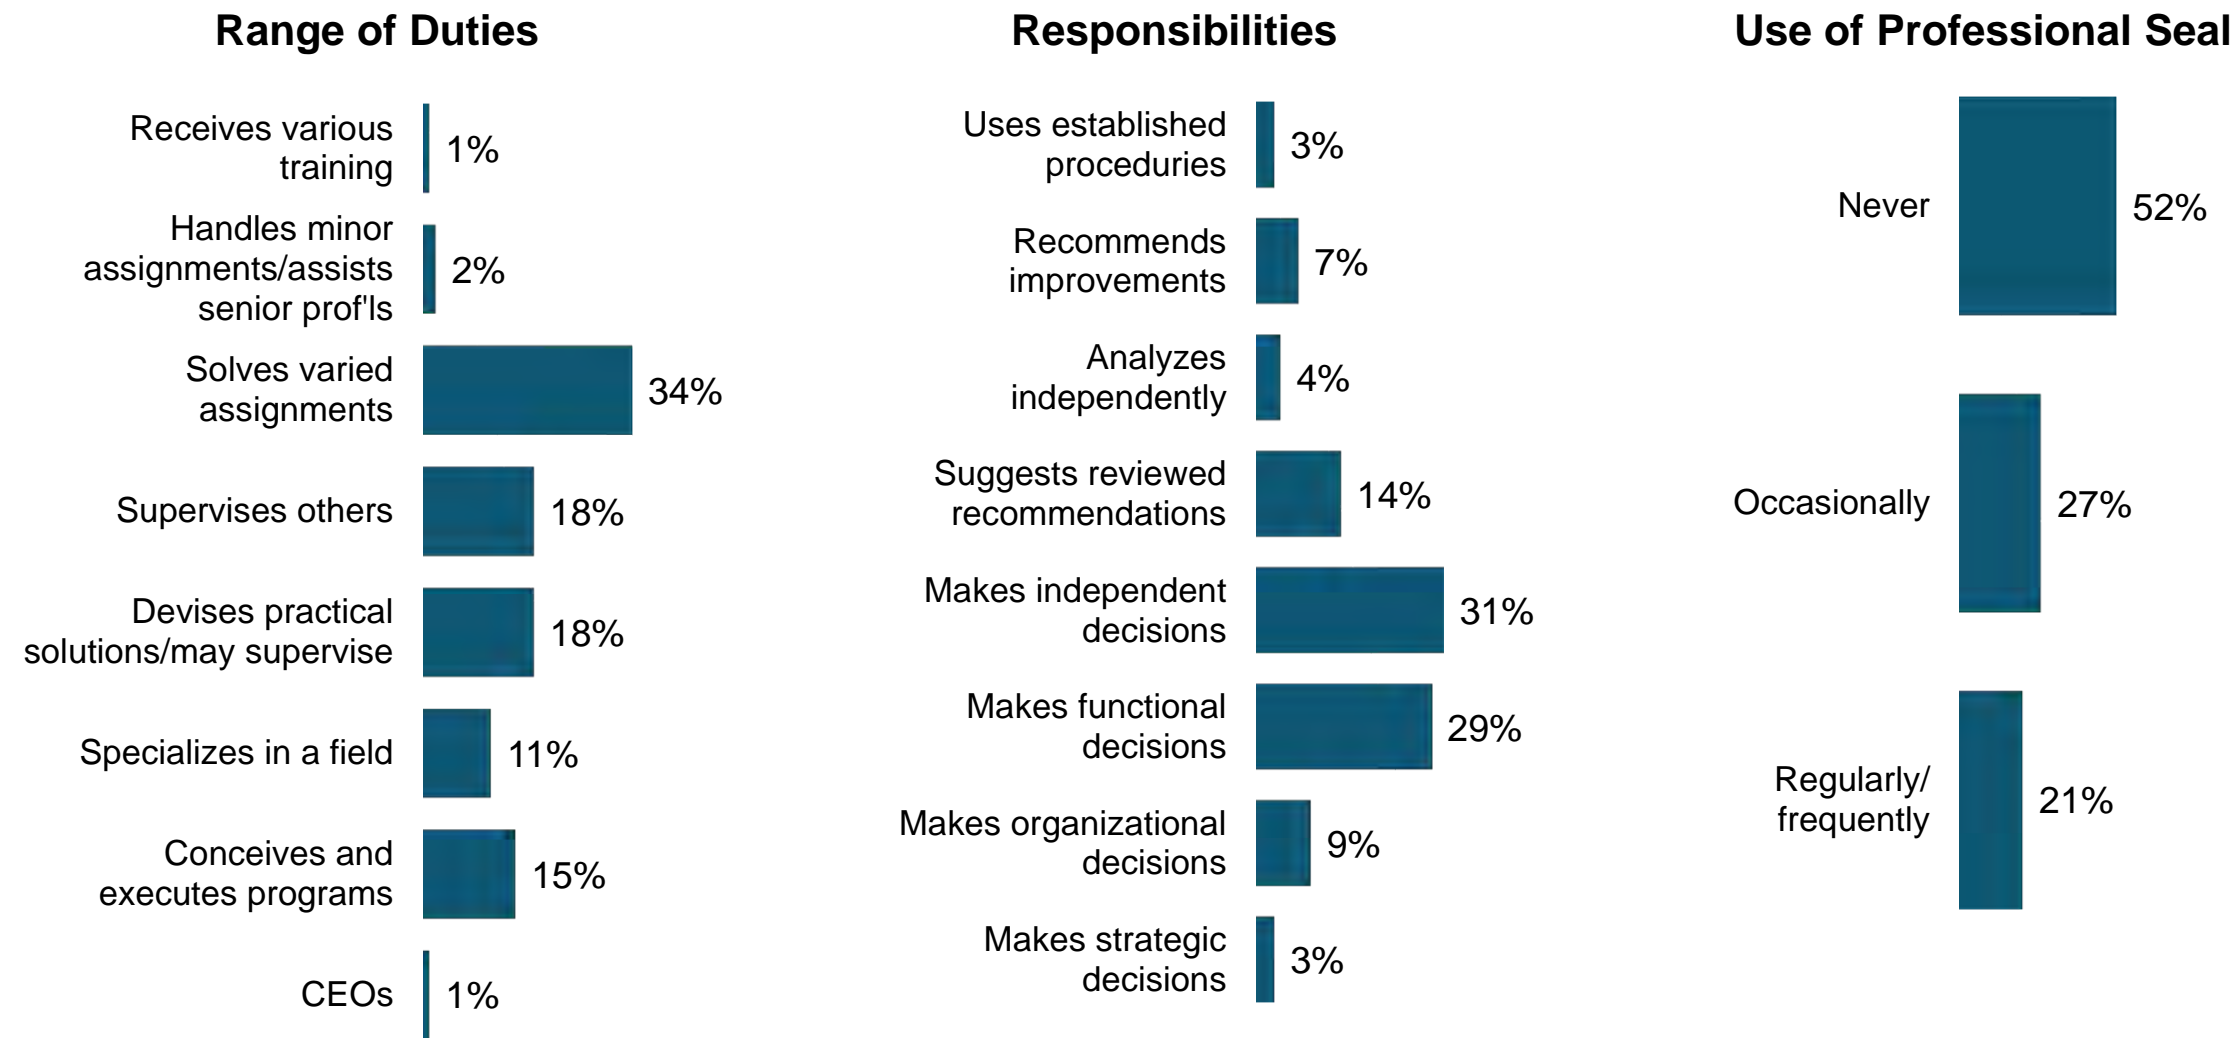 Range of Duties
Receives various
training
1%
Handles minor
assignments/assists
senior prof'ls
2%
Solves varied
assignments
34%
Supervises others
18%
Devises practical
solutions/may supervise
18%
Specializes in a field
11%
Conceives and
executes programs
15%
CEOs
1%
Responsibilities
Uses established
proceduries
3%
Recommends
improvements
7%
Analyzes
independently
4%
Suggests reviewed
recommendations
14%
Makes independent
decisions
31%
Makes functional
decisions
29%
Makes organizational
decisions
9%
Makes strategic
decisions
3%
Use of Professional Seal
Never
52%
Occasionally
27%
Regularly/
frequently
21%